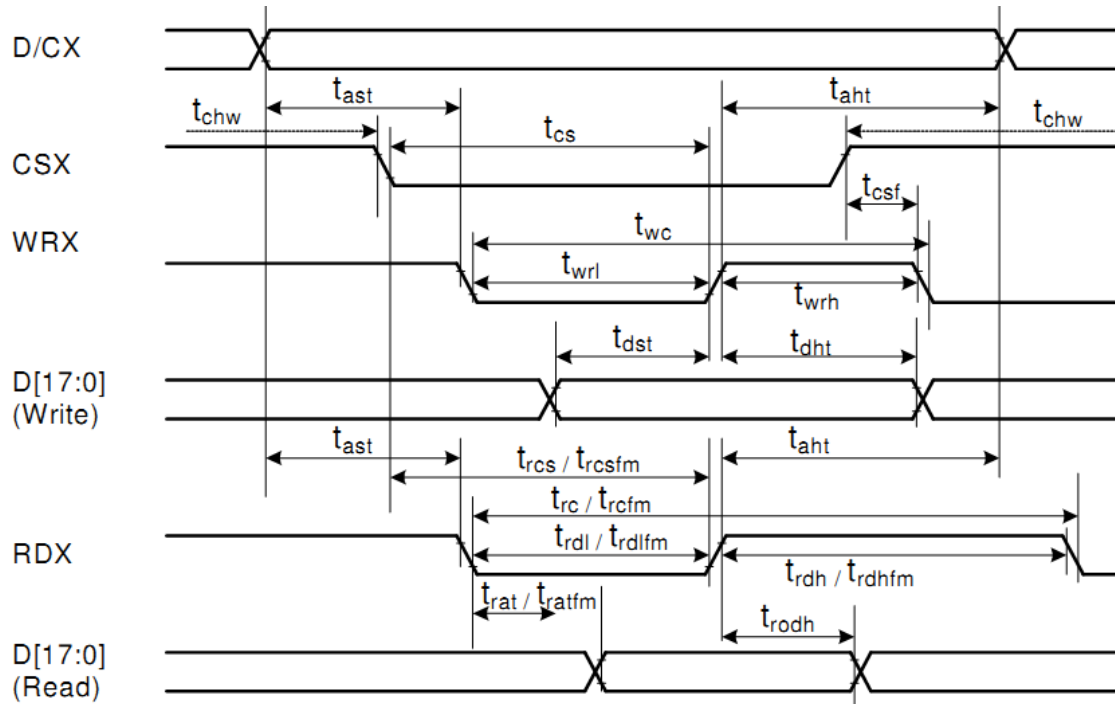 D/CX
t_ast
t_aht
t_chw
t_cs
t_chw
CSX
t_csf
WRX
t_wc
t_wrl
t_wrh
t_dst
t_dht
D[17:0]
(Write)
t_ast
t_rcs / t_rcsfm
t_aht
t_rc / t_rcfm
RDX
t_rdl / t_rdlfm
t_rdh / t_rdhfm
t_rat / t_ratfm
t_rodh
D[17:0]
(Read)